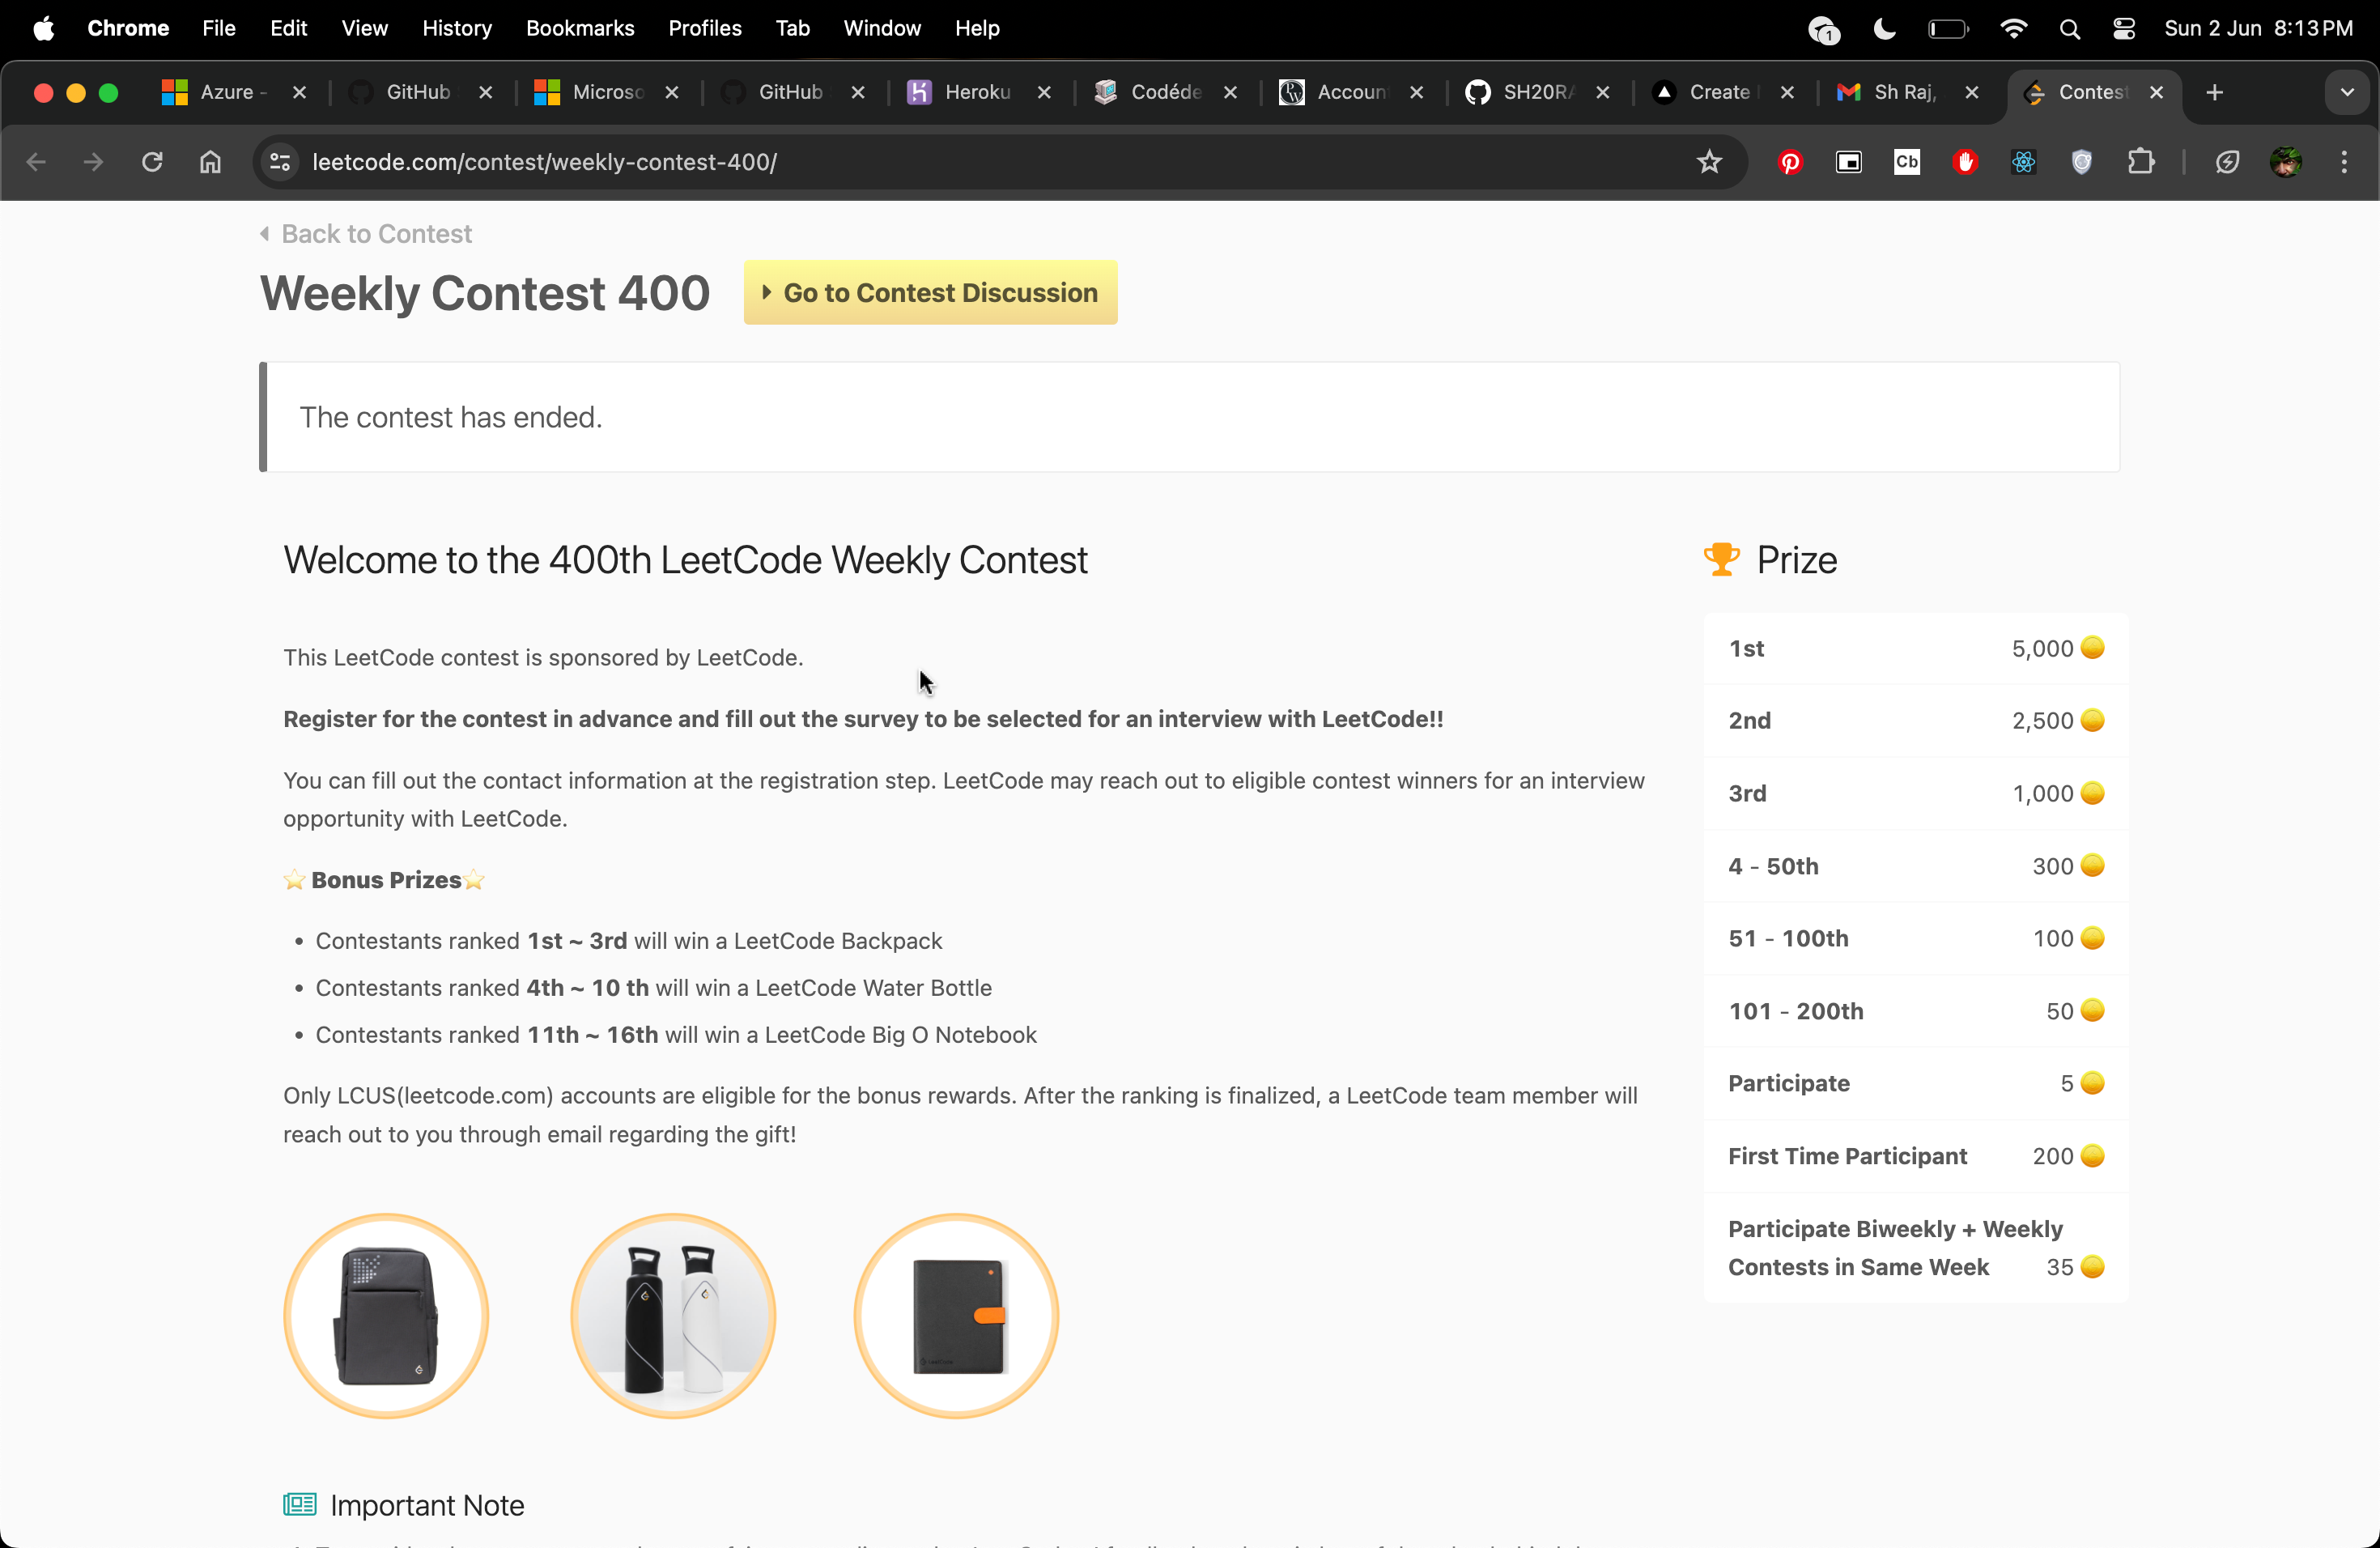 Chrome File Edit View History Bookmarks Profiles Tab Window Help
1
Sun 2 Jun 8:13 PM
Azure -
GitHub
Microso
GitHub
Heroku
Codéde
Accoun
SH20RA
Create
Sh Raj,
Contest
leetcode.com/contest/weekly-contest-400/
Cb
Back to Contest
Weekly Contest 400
Go to Contest Discussion
The contest has ended.
Welcome to the 400th LeetCode Weekly Contest
This LeetCode contest is sponsored by LeetCode.
Register for the contest in advance and fill out the survey to be selected for an interview with LeetCode!!
You can fill out the contact information at the registration step. LeetCode may reach out to eligible contest winners for an interview
opportunity with LeetCode.
⭐ Bonus Prizes⭐
• Contestants ranked 1st ~ 3rd will win a LeetCode Backpack
• Contestants ranked 4th ~ 10 th will win a LeetCode Water Bottle
• Contestants ranked 11th ~ 16th will win a LeetCode Big O Notebook
Only LCUS(leetcode.com) accounts are eligible for the bonus rewards. After the ranking is finalized, a LeetCode team member will
reach out to you through email regarding the gift!
Important Note
Prize
1st 5,000
2nd 2,500
3rd 1,000
4 - 50th 300
51 - 100th 100
101 - 200th 50
Participate 5
First Time Participant 200
Participate Biweekly + Weekly
Contests in Same Week 35